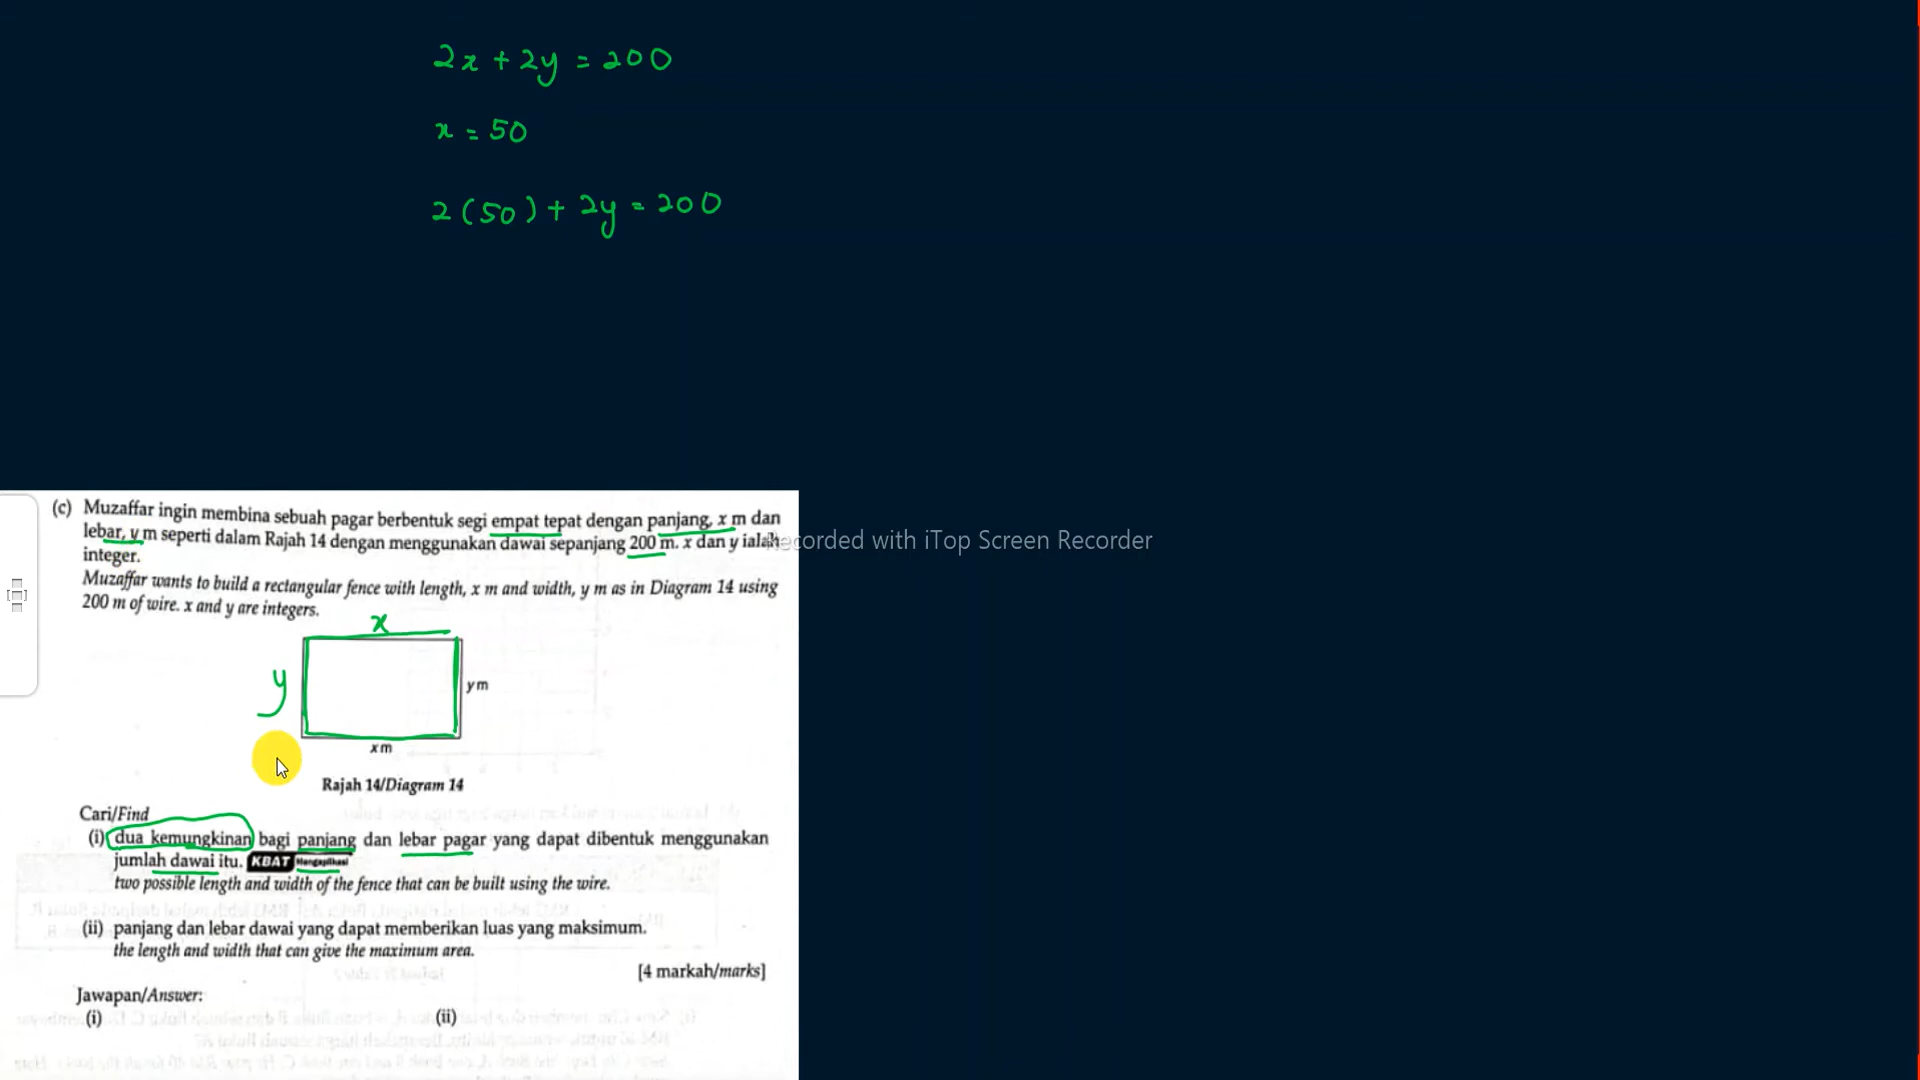 2x + 2y = 200
x = 50
2(50) + 2y = 200
Recorded with iTop Screen Recorder
(c) Muzaffar ingin membina sebuah pagar berbentuk segi empat tepat dengan panjang, x m dan
lebar, y m seperti dalam Rajah 14 dengan menggunakan dawai sepanjang 200 m. x dan y ialah
integer.
Muzaffar wants to build a rectangular fence with length, x m and width, y m as in Diagram 14 using
200 m of wire. x and y are integers.
x
y
y m
x m
Rajah 14/Diagram 14
Cari/Find
(i) dua kemungkinan bagi panjang dan lebar pagar yang dapat dibentuk menggunakan
jumlah dawai itu. KBAT Mengaplikasi
two possible length and width of the fence that can be built using the wire.
(ii) panjang dan lebar dawai yang dapat memberikan luas yang maksimum.
the length and width that can give the maximum area.
[4 markah/marks]
Jawapan/Answer:
(i)
(ii)